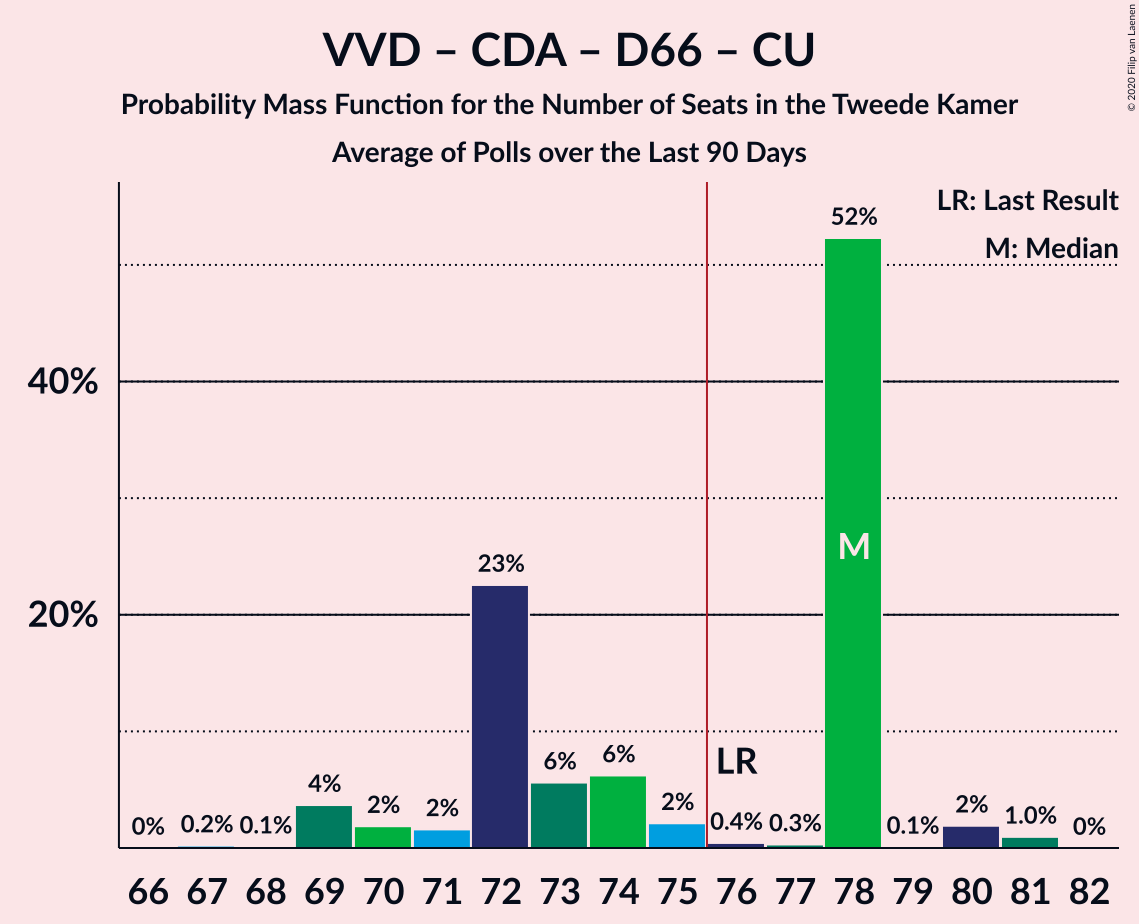 VVD – CDA – D66 – CU
Probability Mass Function for the Number of Seats in the Tweede Kamer
Average of Polls over the Last 90 Days
© 2020 Filip van Laenen
LR: Last Result
M: Median
40%
20%
0%
0.2%
0.1%
4%
2%
2%
23%
6%
6%
2%
0.4%
0.3%
52%
0.1%
2%
1.0%
0%
LR
M
66 67 68 69 70 71 72 73 74 75 76 77 78 79 80 81 82